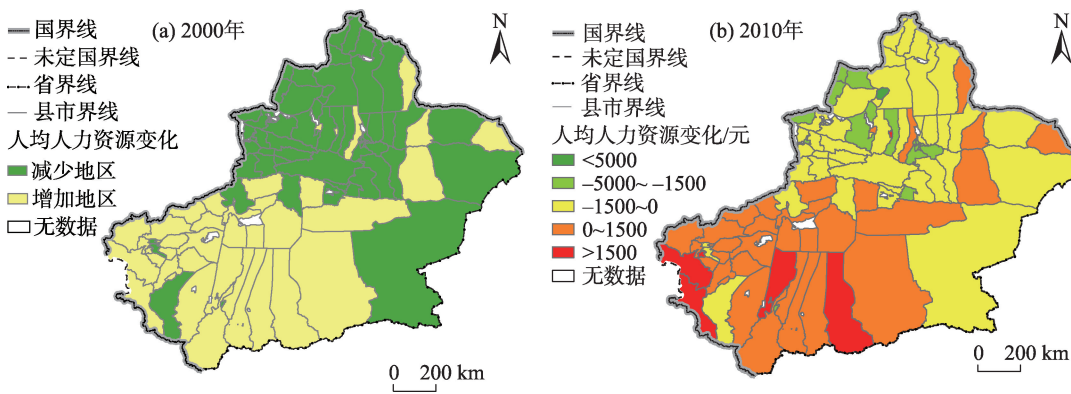 (a) 2000年
N
国界线
未定国界线
省界线
县市界线
人均人力资源变化
减少地区
增加地区
无数据
0 200 km
(b) 2010年
N
国界线
未定国界线
省界线
县市界线
人均人力资源变化/元
<5000
–5000~ –1500
–1500~0
0~1500
>1500
无数据
0 200 km